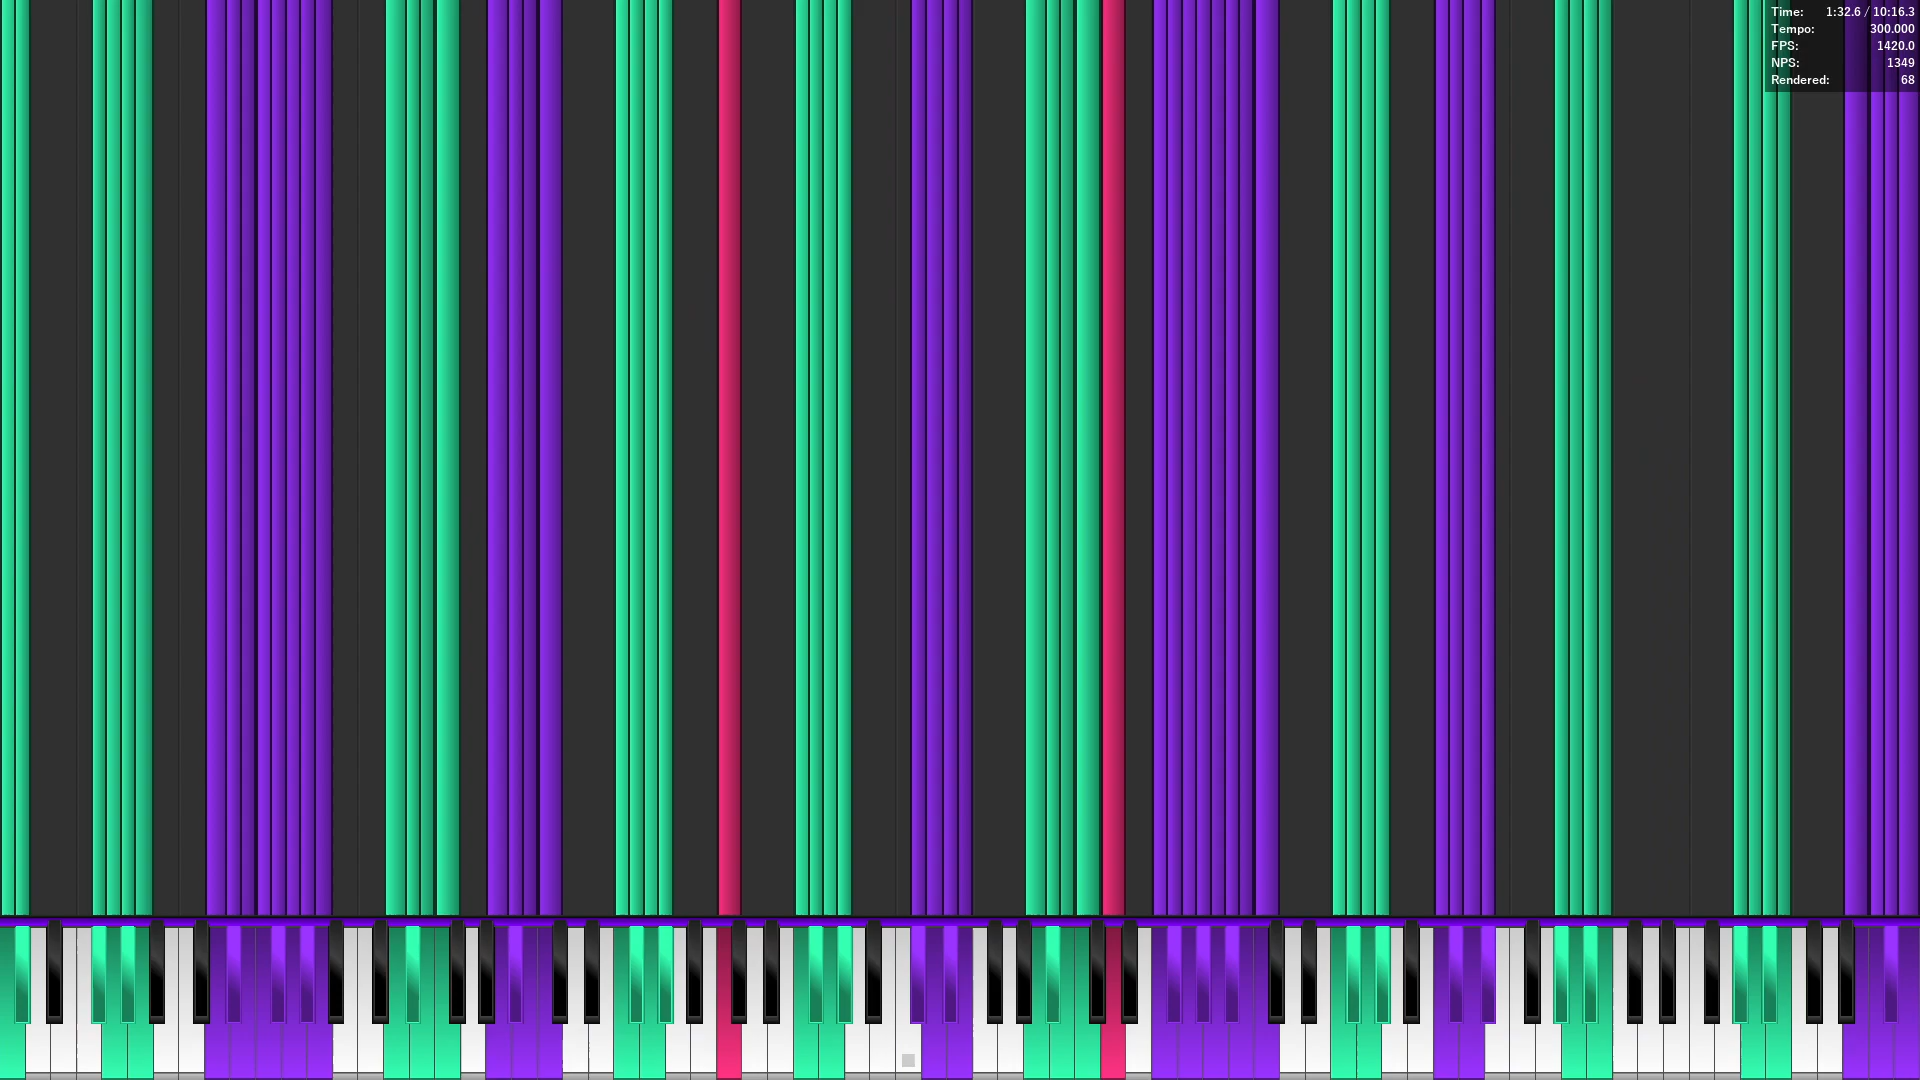 Time: 1:32.6 / 10:16.3
Tempo: 300.000
FPS: 1420.0
NPS: 1349
Rendered: 68